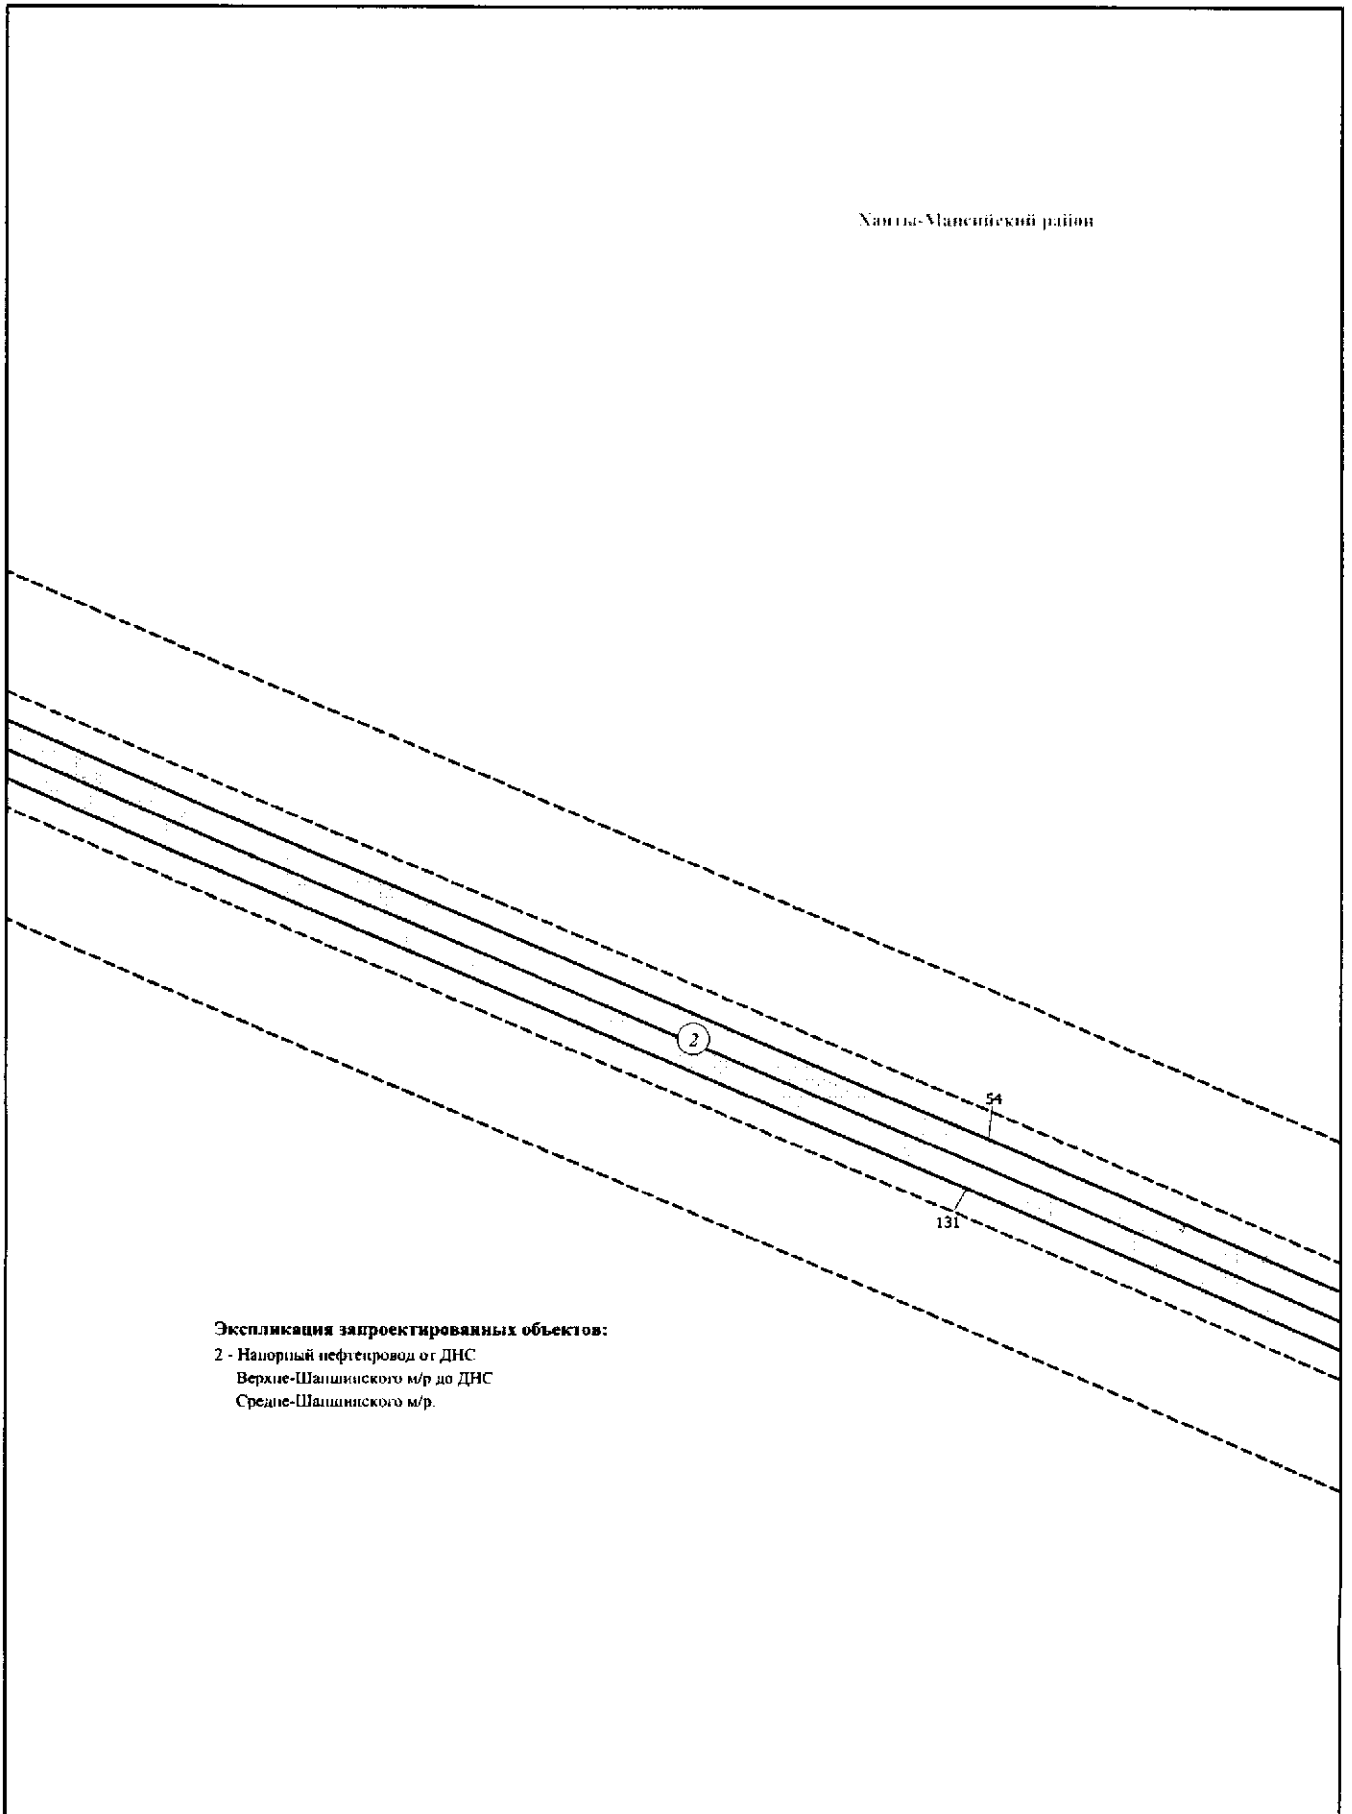 Ханты-Мансийский район
2
54
131
Экспликация запроектированных объектов:
2 - Напорный нефтепровод от ДНС
Верхне-Шапшинского м/р до ДНС
Средне-Шапшинского м/р.